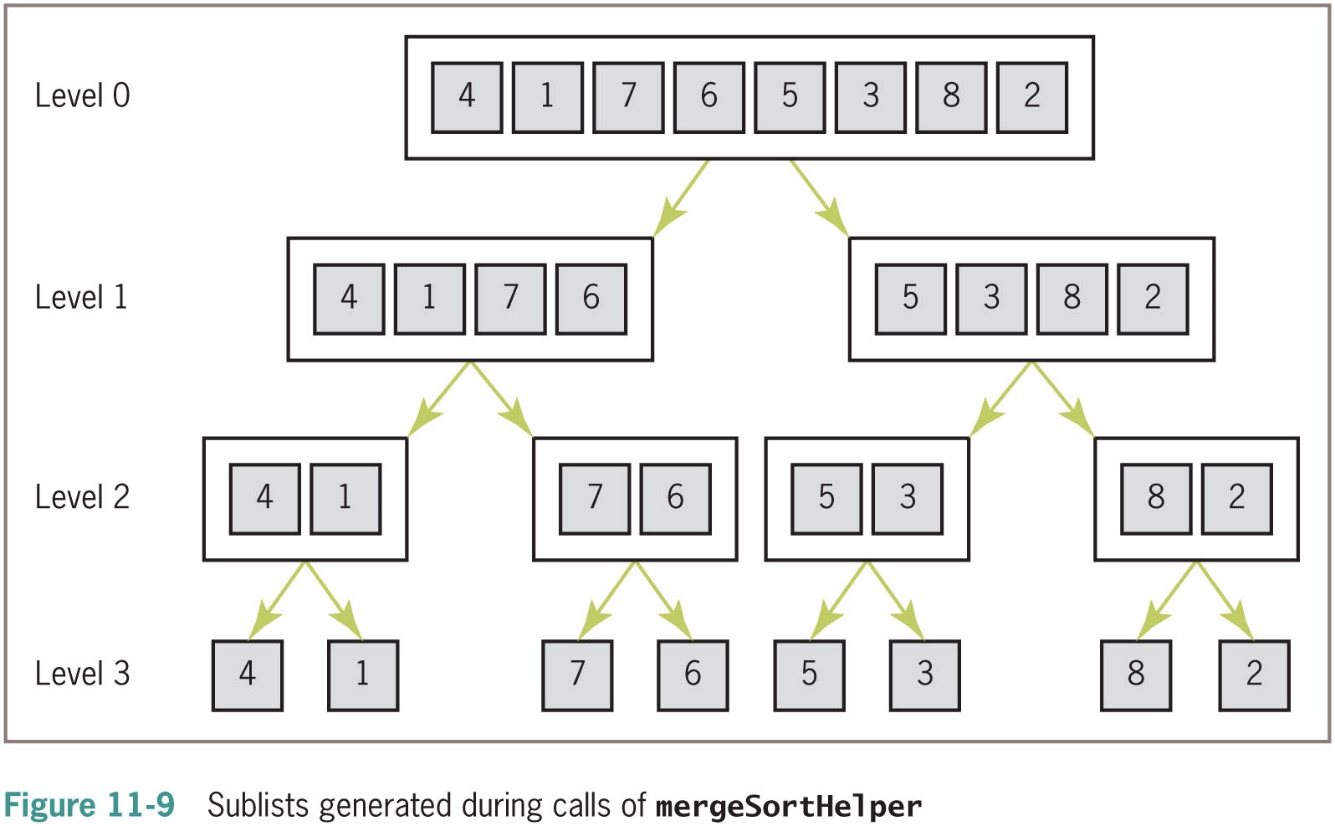 Level 0 4 1 7 6 5 3 8 2
Level 1 4 1 7 6 5 3 8 2
Level 2 4 1 7 6 5 3 8 2
Level 3 4 1 7 6 5 3 8 2
Figure 11-9 Sublists generated during calls of mergeSortHelper